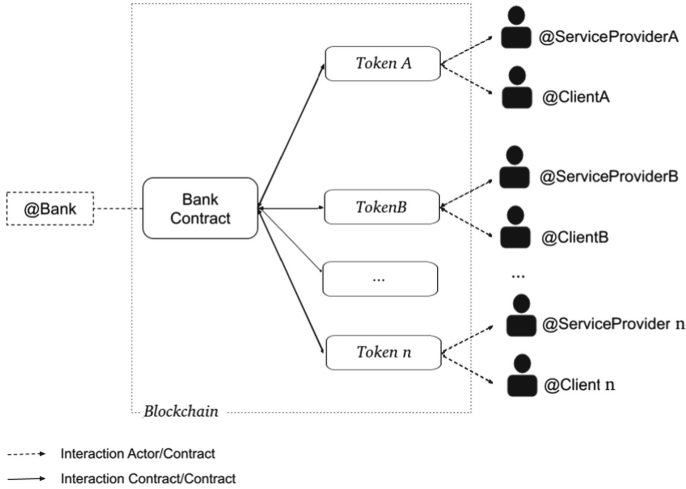 @ServiceProviderA
Token A
@ClientA
@ServiceProviderB
Bank
Contract
@Bank
TokenB
@ClientB
...
...
@ServiceProvider n
Token n
@Client n
Blockchain
Interaction Actor/Contract
Interaction Contract/Contract